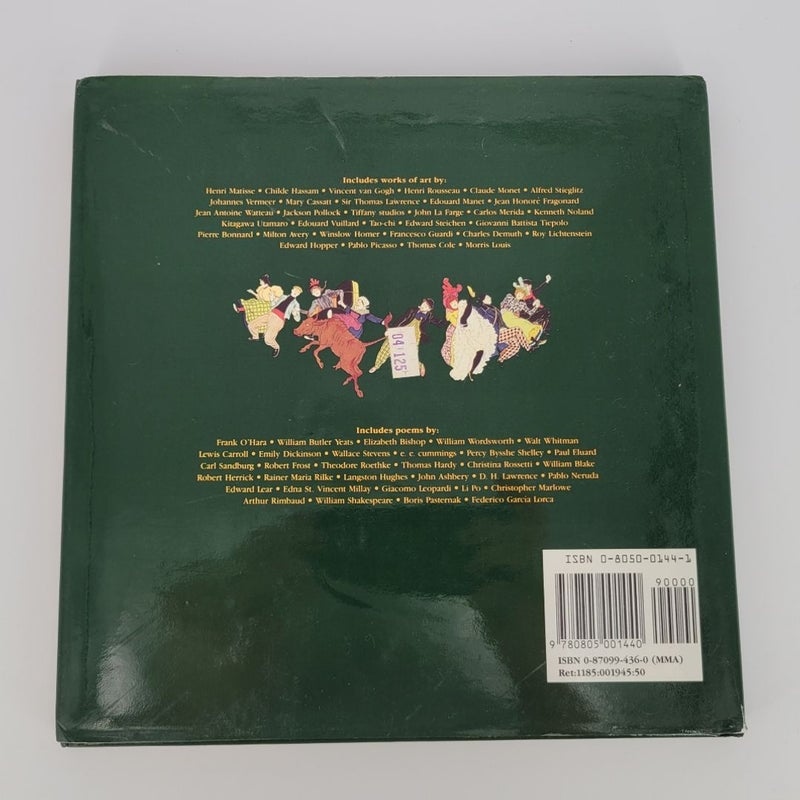 Includes works of art by:
Henri Matisse • Childe Hassam • Vincent van Gogh • Henri Rousseau • Claude Monet • Alfred Stieglitz
Johannes Vermeer • Mary Cassatt • Sir Thomas Lawrence • Edouard Manet • Jean Honoré Fragonard
Jean Antoine Watteau • Jackson Pollock • Tiffany studios • John La Farge • Carlos Merida • Kenneth Noland
Kitagawa Utamaro • Edouard Vuillard • Tao-chi • Edward Steichen • Giovanni Battista Tiepolo
Pierre Bonnard • Milton Avery • Winslow Homer • Francesco Guardi • Charles Demuth • Roy Lichtenstein
Edward Hopper • Pablo Picasso • Thomas Cole • Morris Louis
04 125
Includes poems by:
Frank O'Hara • William Butler Yeats • Elizabeth Bishop • William Wordsworth • Walt Whitman
Lewis Carroll • Emily Dickinson • Wallace Stevens • e. e. cummings • Percy Bysshe Shelley • Paul Eluard
Carl Sandburg • Robert Frost • Theodore Roethke • Thomas Hardy • Christina Rossetti • William Blake
Robert Herrick • Rainer Maria Rilke • Langston Hughes • John Ashbery • D. H. Lawrence • Pablo Neruda
Edward Lear • Edna St. Vincent Millay • Giacomo Leopardi • Li Po • Christopher Marlowe
Arthur Rimbaud • William Shakespeare • Boris Pasternak • Federico Garcia Lorca
ISBN 0-8050-0144-1
90000
9 780805 001440
ISBN 0-87099-436-0 (MMA)
Ret:1185:001945:50